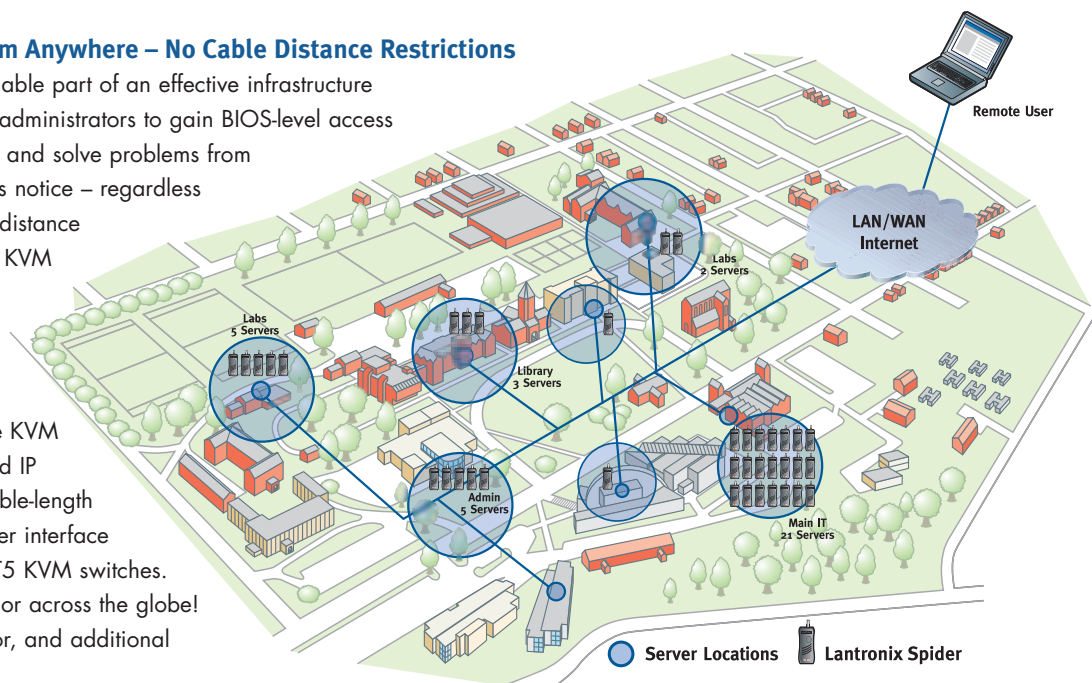 m Anywhere – No Cable Distance Restrictions
able part of an effective infrastructure
administrators to gain BIOS-level access
and solve problems from
s notice – regardless
distance
KVM
e KVM
d IP
ble-length
er interface
T5 KVM switches.
or across the globe!
or, and additional
Remote User
LAN/WAN
Internet
Labs
2 Servers
Labs
5 Servers
Library
3 Servers
Admin
5 Servers
Main IT
21 Servers
Server Locations
Lantronix Spider